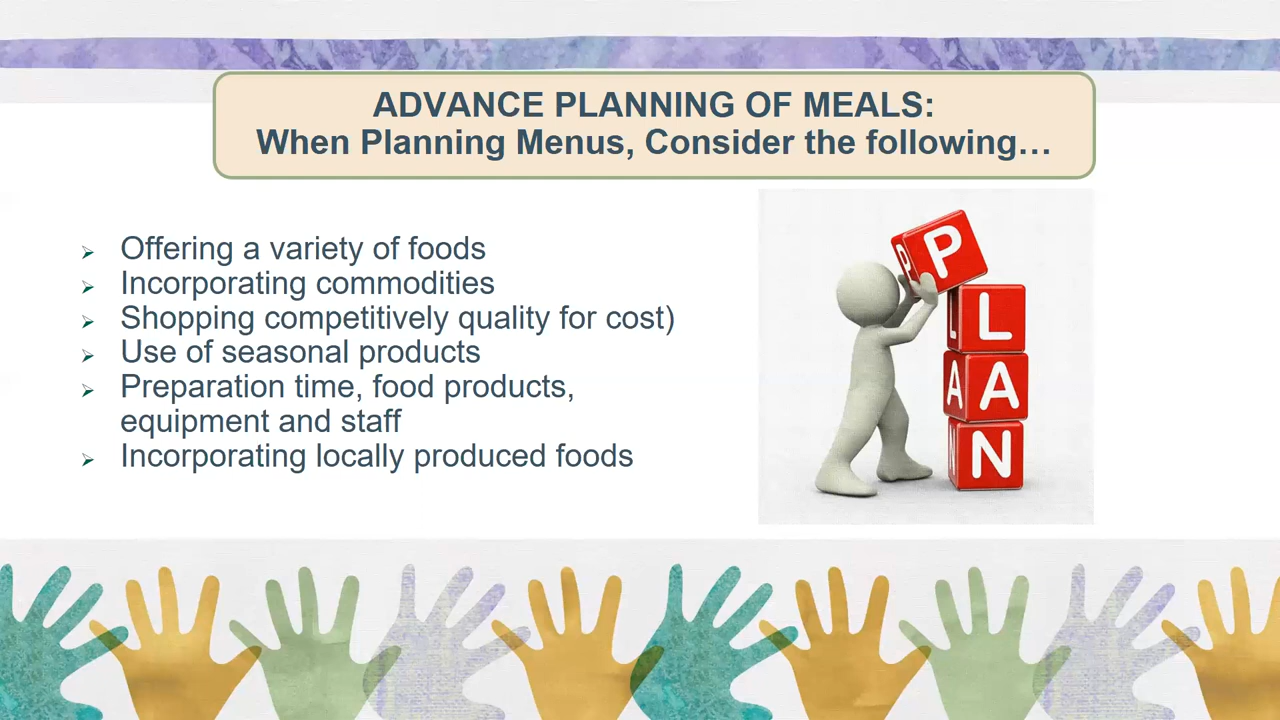 ADVANCE PLANNING OF MEALS:
When Planning Menus, Consider the following…
Offering a variety of foods
Incorporating commodities
Shopping competitively quality for cost)
Use of seasonal products
Preparation time, food products,
equipment and staff
Incorporating locally produced foods
P P
L L
A A
N